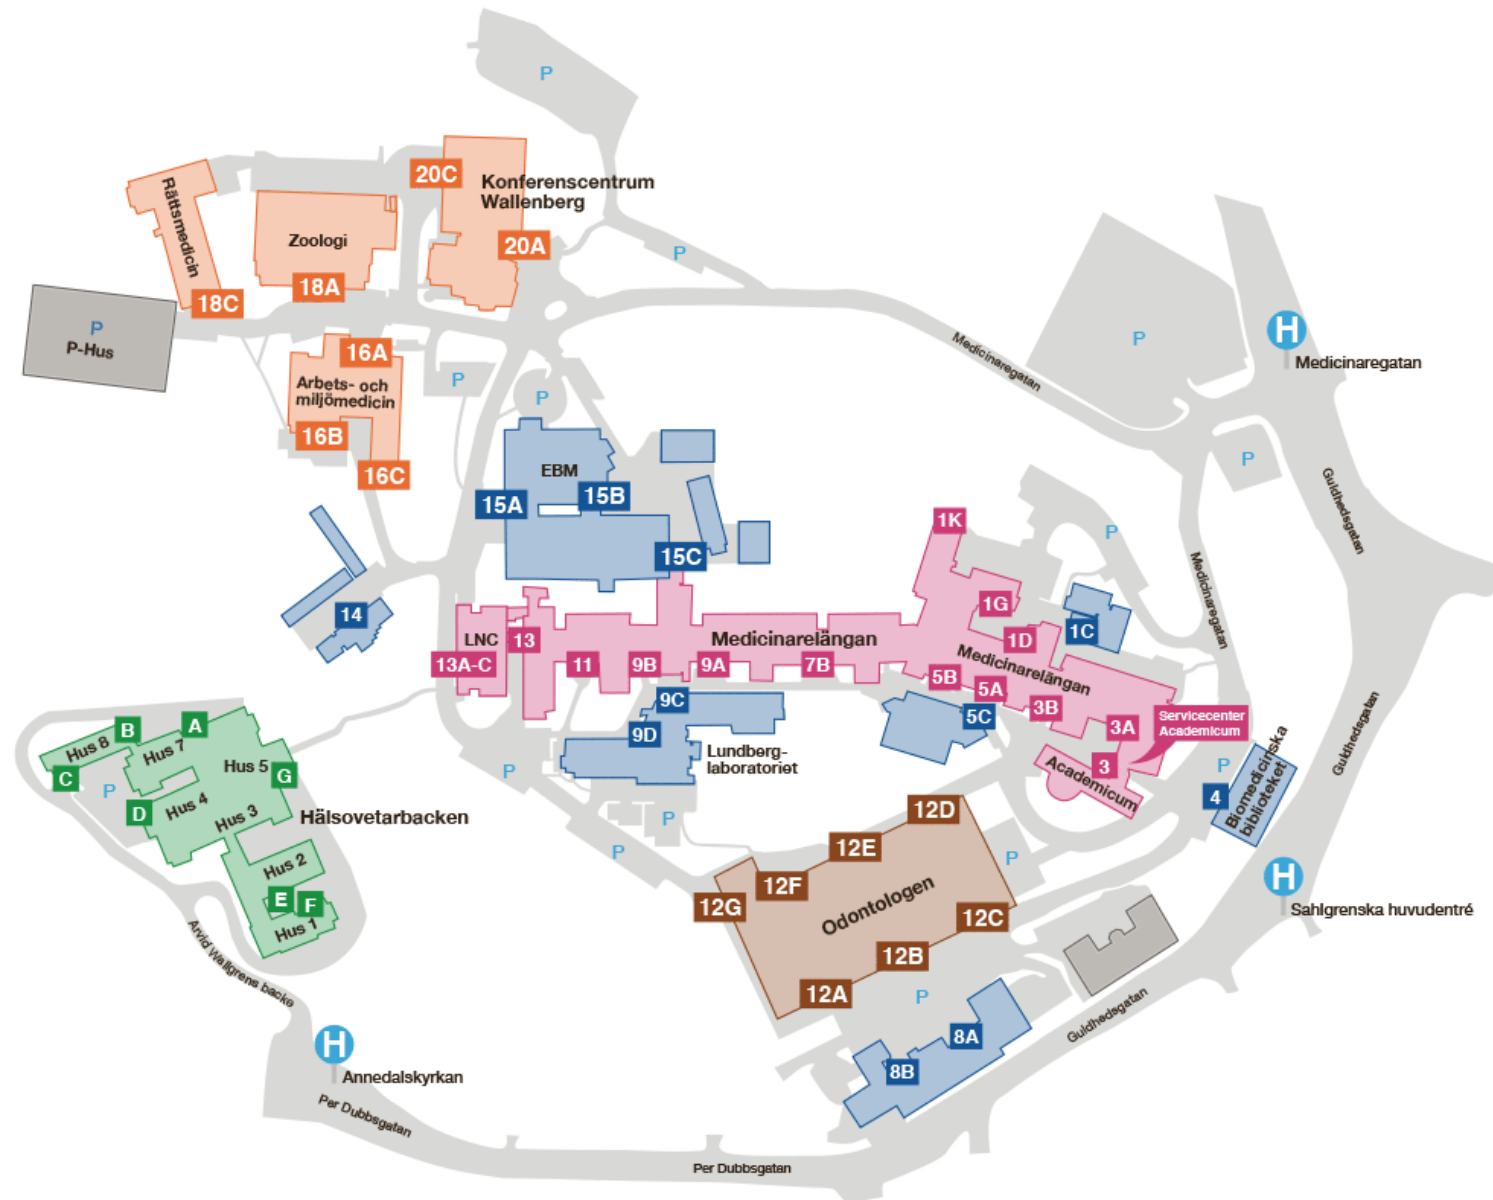 P
20C
Konferenscentrum
Wallenberg
20A
P
Rättsmedicin
Zoologi
18A
18C
P
P-Hus
16A
Arbets- och
miljömedicin
16B
16C
P
P
Medicinaregatan
P
H
Medicinaregatan
P
Guldhedsgatan
EBM
15A
15B
15C
14
1K
P
1G
1D
1C
Medicinaregatan
LNC
13
13A-C
11
9B
Medicinarelängan
9A
7B
Medicinarelängan
5B
5A
3B
5C
3A
Servicecenter
Academicum
3
Academicum
9C
9D
Lundberg-
laboratoriet
P
4
Biomedicinska
biblioteket
Guldhedsgatan
B
A
Hus 8
Hus 7
C
P
Hus 5
G
D
Hus 4
Hus 3
Hälsovetarbacken
Hus 2
E
F
Hus 1
P
P
P
12D
12E
12F
12G
Odontologen
12C
12B
12A
P
P
H
Sahlgrenska huvudentré
8A
8B
Guldhedsgatan
Arvid Wallgrens backe
H
Annedalskyrkan
Per Dubbsgatan
Per Dubbsgatan